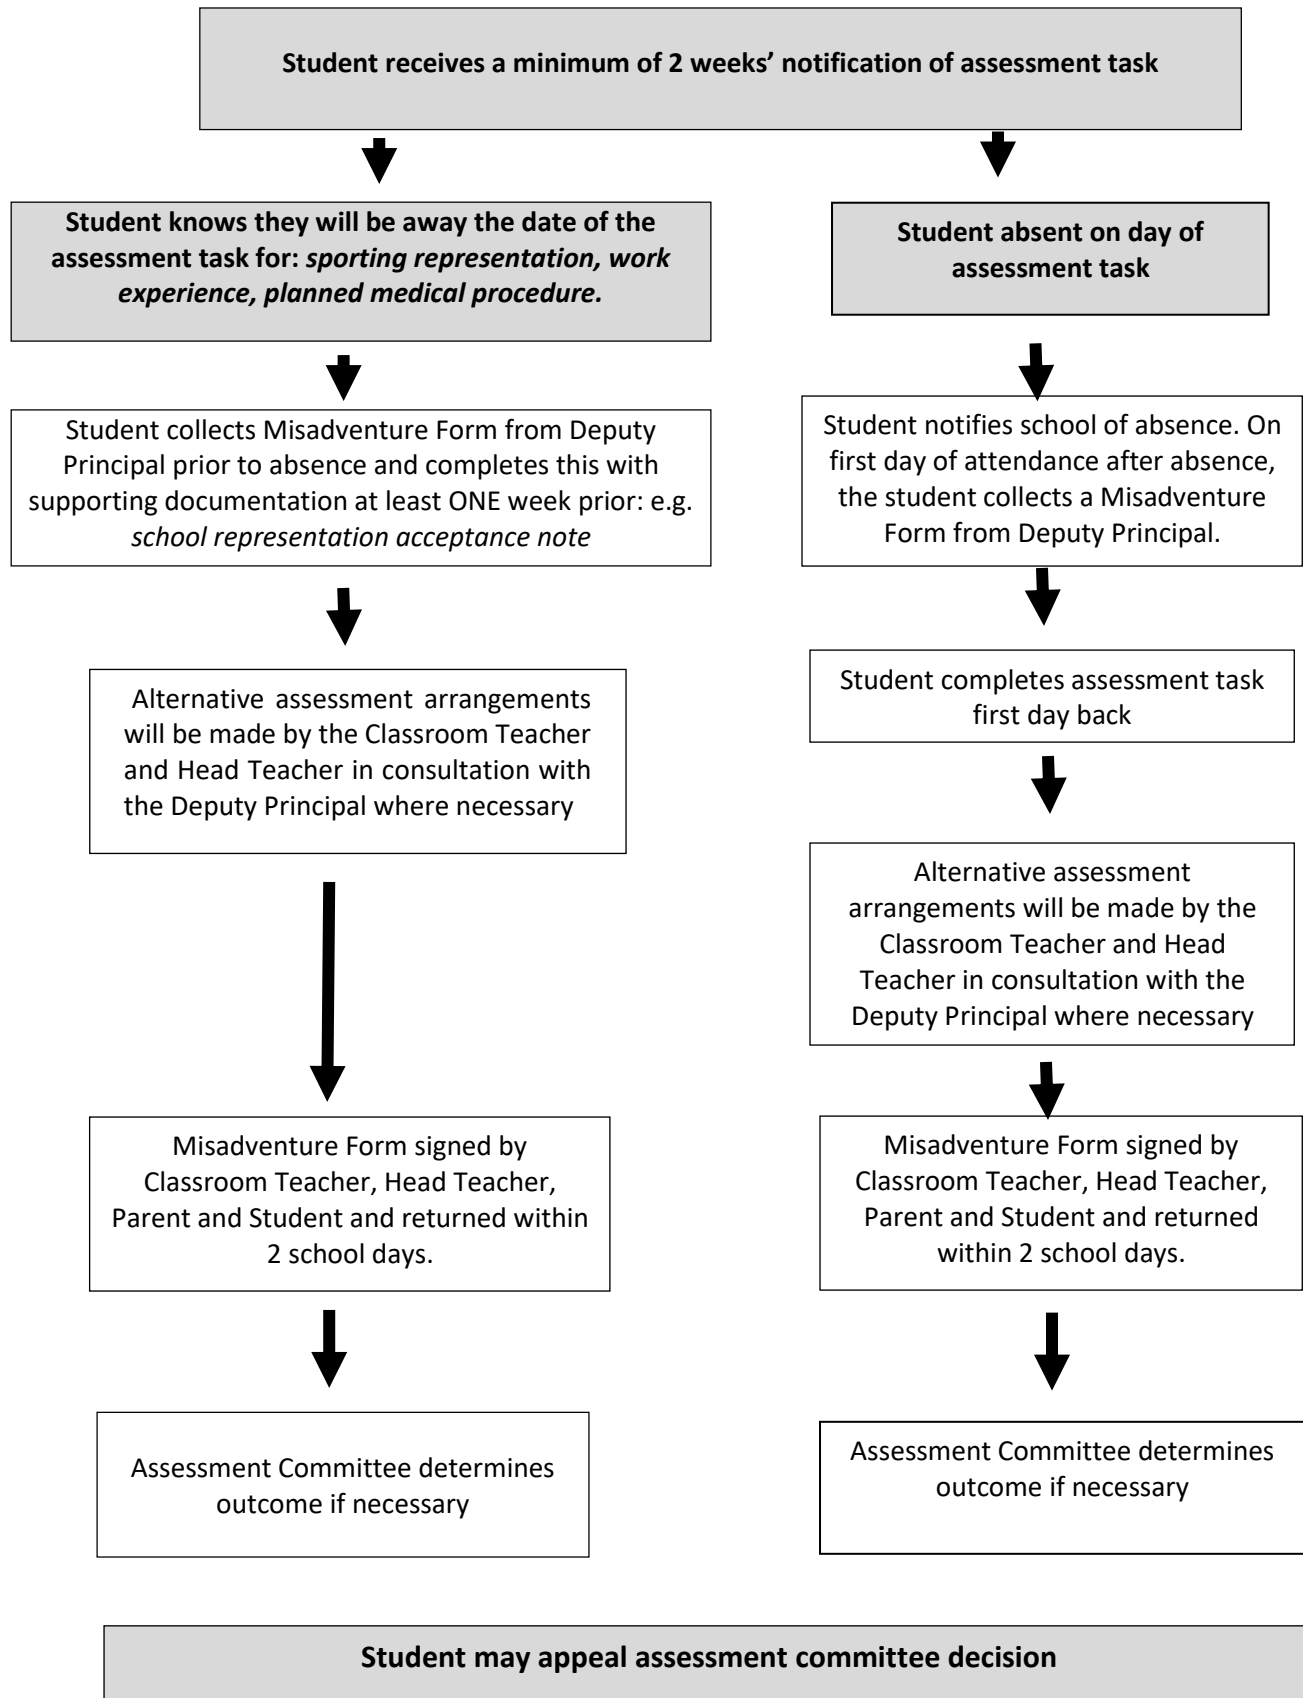 Student receives a minimum of 2 weeks’ notification of assessment task
Student knows they will be away the date of the
assessment task for: sporting representation, work
experience, planned medical procedure.
Student collects Misadventure Form from Deputy
Principal prior to absence and completes this with
supporting documentation at least ONE week prior: e.g.
school representation acceptance note
Alternative assessment arrangements
will be made by the Classroom Teacher
and Head Teacher in consultation with
the Deputy Principal where necessary
Misadventure Form signed by
Classroom Teacher, Head Teacher,
Parent and Student and returned within
2 school days.
Assessment Committee determines
outcome if necessary
Student absent on day of
assessment task
Student notifies school of absence. On
first day of attendance after absence,
the student collects a Misadventure
Form from Deputy Principal.
Student completes assessment task
first day back
Alternative assessment
arrangements will be made by the
Classroom Teacher and Head
Teacher in consultation with the
Deputy Principal where necessary
Misadventure Form signed by
Classroom Teacher, Head Teacher,
Parent and Student and returned
within 2 school days.
Assessment Committee determines
outcome if necessary
Student may appeal assessment committee decision